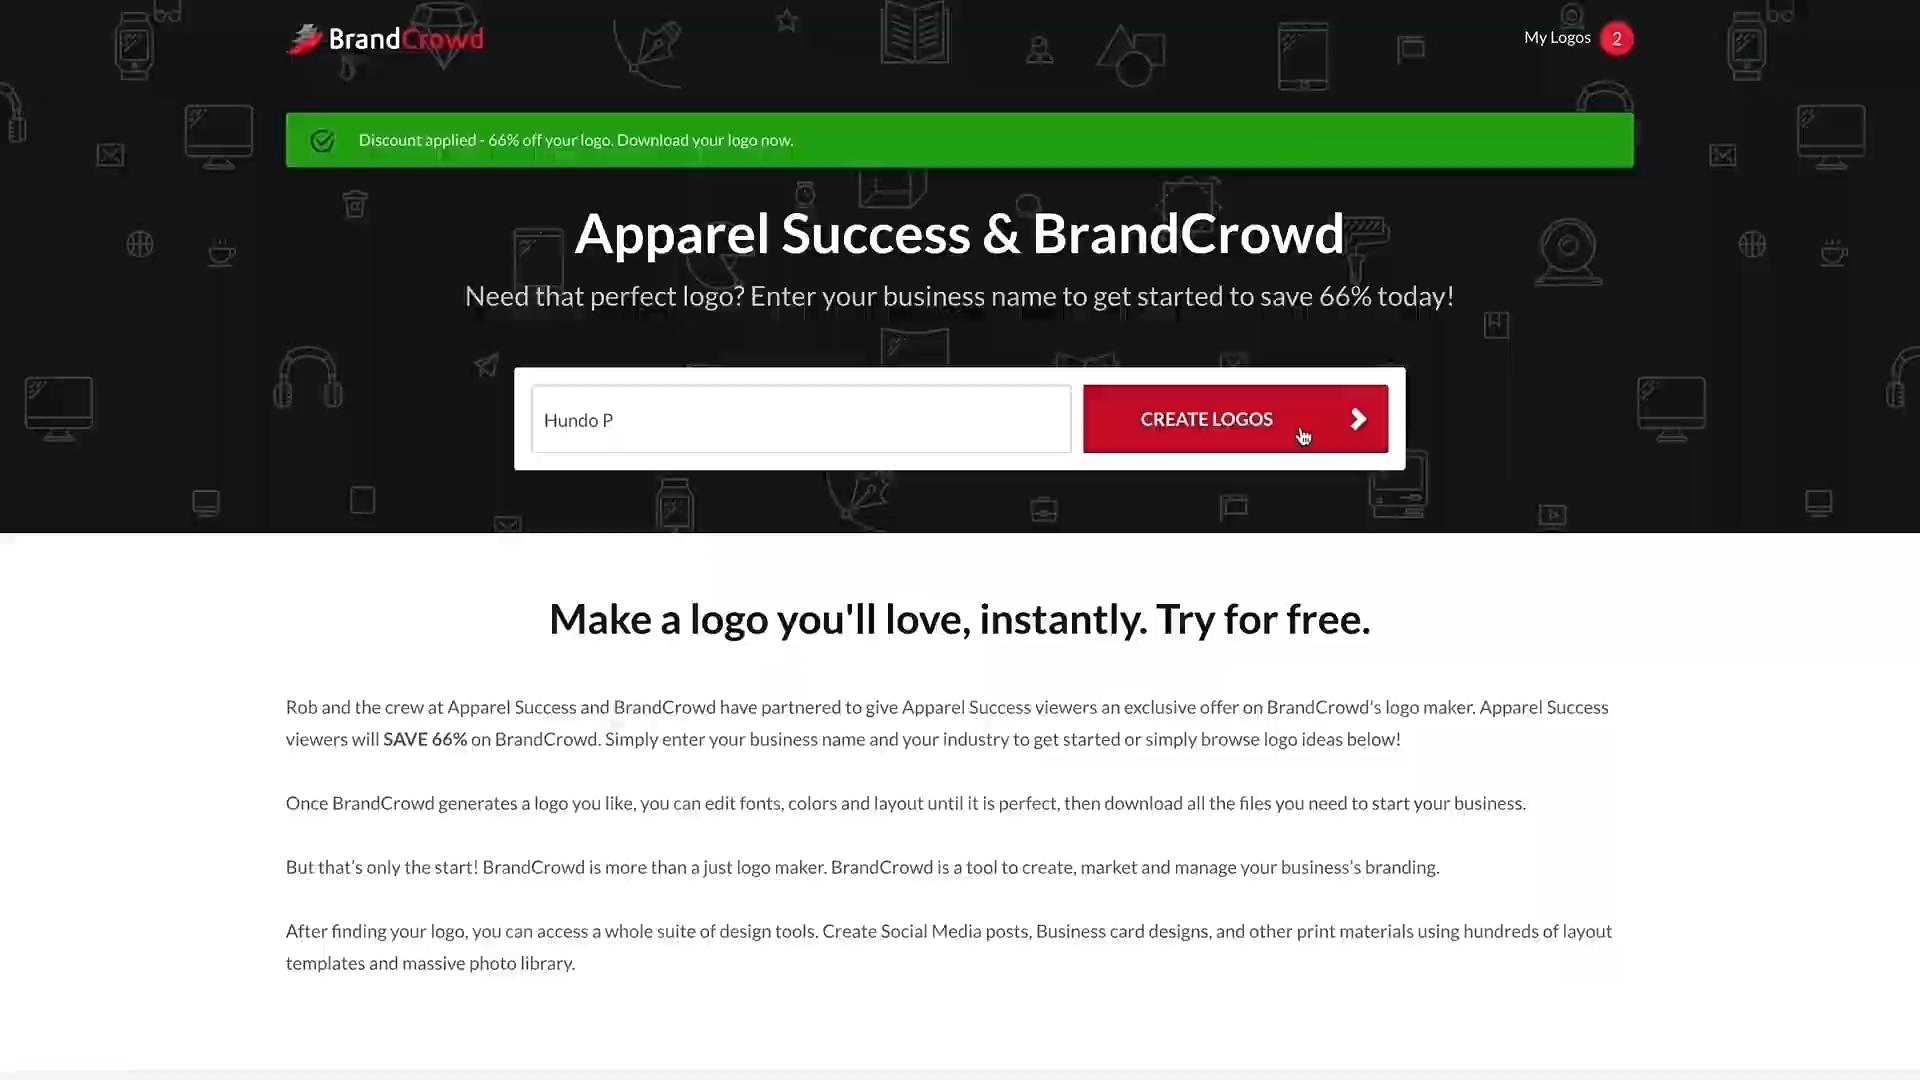 BrandCrowd
My Logos 2
Discount applied - 66% off your logo. Download your logo now.
Apparel Success & BrandCrowd
Need that perfect logo? Enter your business name to get started to save 66% today!
Hundo P
CREATE LOGOS
Make a logo you'll love, instantly. Try for free.
Rob and the crew at Apparel Success and BrandCrowd have partnered to give Apparel Success viewers an exclusive offer on BrandCrowd's logo maker. Apparel Success
viewers will SAVE 66% on BrandCrowd. Simply enter your business name and your industry to get started or simply browse logo ideas below!
Once BrandCrowd generates a logo you like, you can edit fonts, colors and layout until it is perfect, then download all the files you need to start your business.
But that's only the start! BrandCrowd is more than a just logo maker. BrandCrowd is a tool to create, market and manage your business's branding.
After finding your logo, you can access a whole suite of design tools. Create Social Media posts, Business card designs, and other print materials using hundreds of layout
templates and massive photo library.